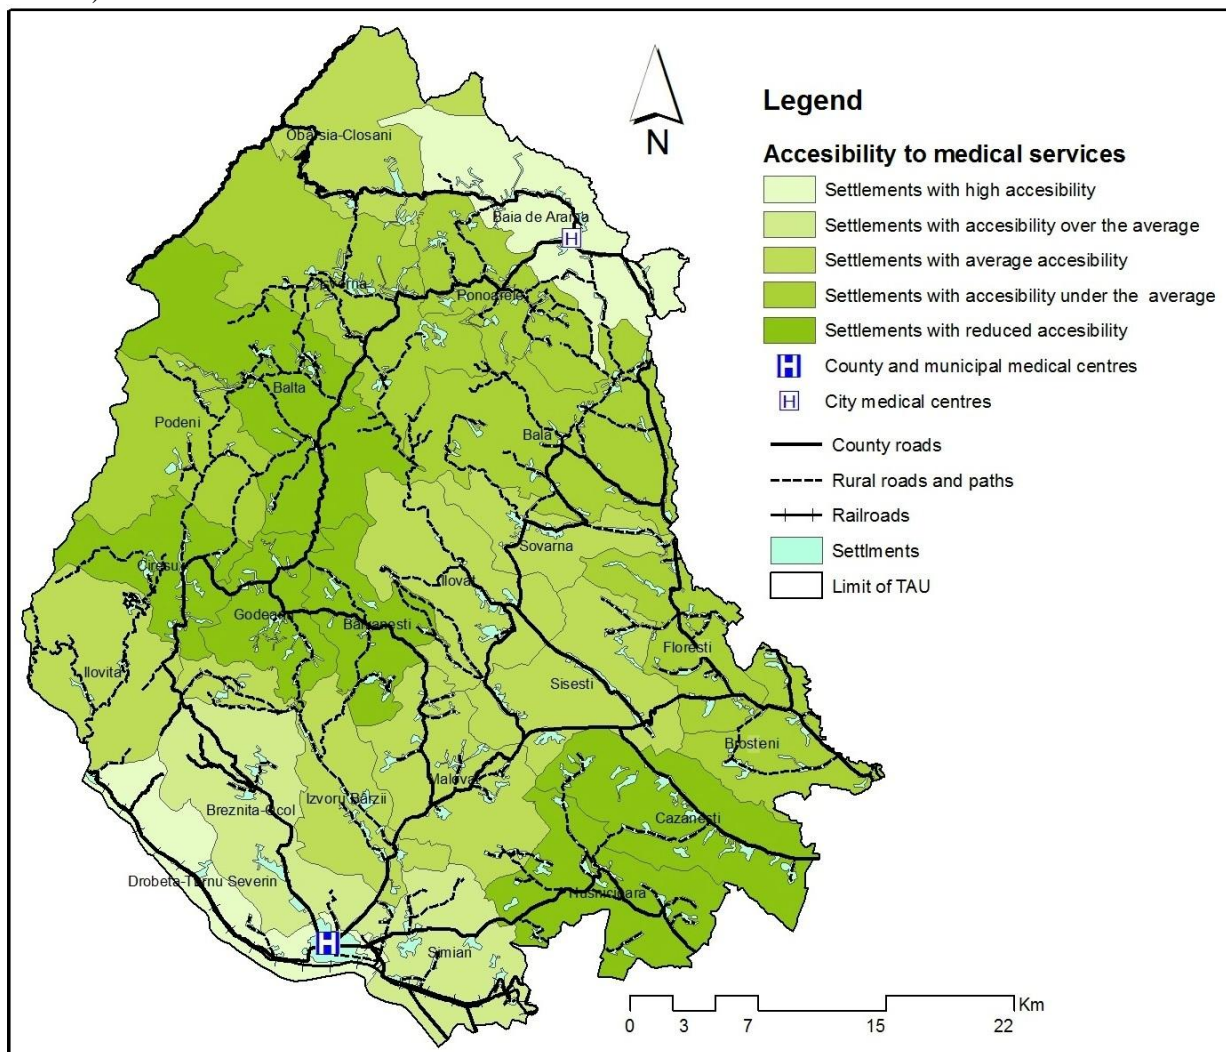 N
Legend
Accesibility to medical services
Settlements with high accesibility
Settlements with accesibility over the average
Settlements with average accesibility
Settlements with accesibility under the average
Settlements with reduced accesibility
H County and municipal medical centres
H City medical centres
County roads
Rural roads and paths
Railroads
Settlments
Limit of TAU
Obârsia-Closani
Baia de Arama
H
Ponoarele
Balta
Podeni
Bala
Sovarna
Ciresu
Ilovat
Godeanu
Bâlvanesti
Floresti
Ilovita
Sisesti
Brosteni
Malovat
Izvoru Bârzii
Breznita-Ocol
Cazânesti
Drobeta-Turnu Severin
Husnicioara
H
Simian
Km
0 3 7 15 22